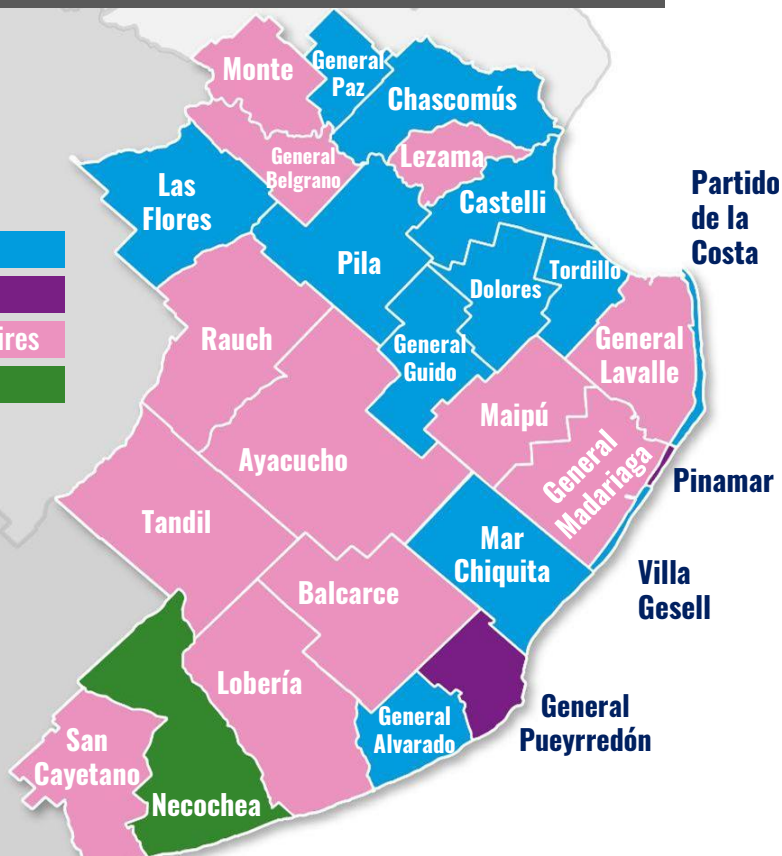 Monte
General
Paz
Chascomús
General
Belgrano
Lezama
Las
Flores
Castelli
Partido
de la
Costa
Pila
Dolores
Tordillo
ires
Rauch
General
Guido
General
Lavalle
Maipú
Ayacucho
General
Madariaga
Pinamar
Tandil
Mar
Chiquita
Villa
Gesell
Balcarce
Lobería
General
Alvarado
General
Pueyrredón
San
Cayetano
Necochea